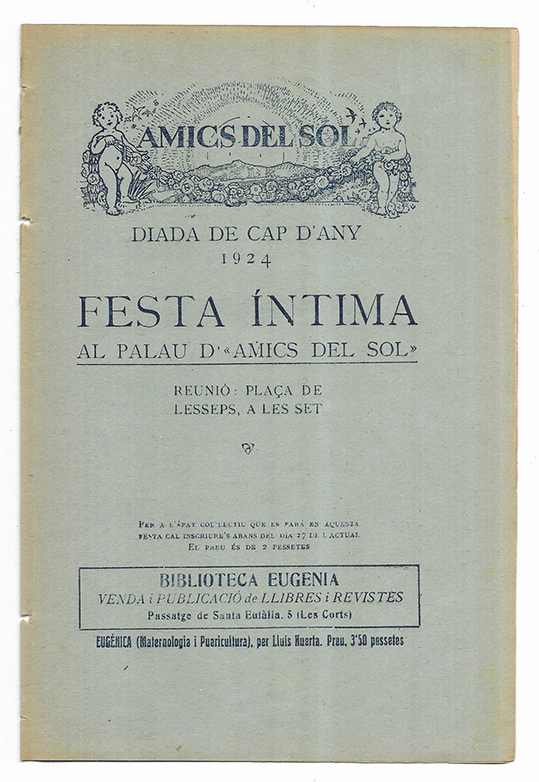 AMICS DEL SOL
DIADA DE CAP D'ANY
1924
FESTA ÍNTIMA
AL PALAU D'«AMICS DEL SOL»
REUNIÓ: PLAÇA DE
LESSEPS, A LES SET
PER A L'ÀPAT COL·LECTIU QUE ES FARÀ EN AQUESTA
FESTA CAL INSCRIURE'S ABANS DEL DIA 27 DE L'ACTUAL
EL PREU ÉS DE 2 PESSETES
BIBLIOTECA EUGENIA
VENDA i PUBLICACIÓ de LLIBRES i REVISTES
Passatge de Santa Eulàlia, 5 (Les Corts)
EUGÈNICA (Maternologia i Puericultura), per Lluís Huerta. Preu, 3'50 pessetes